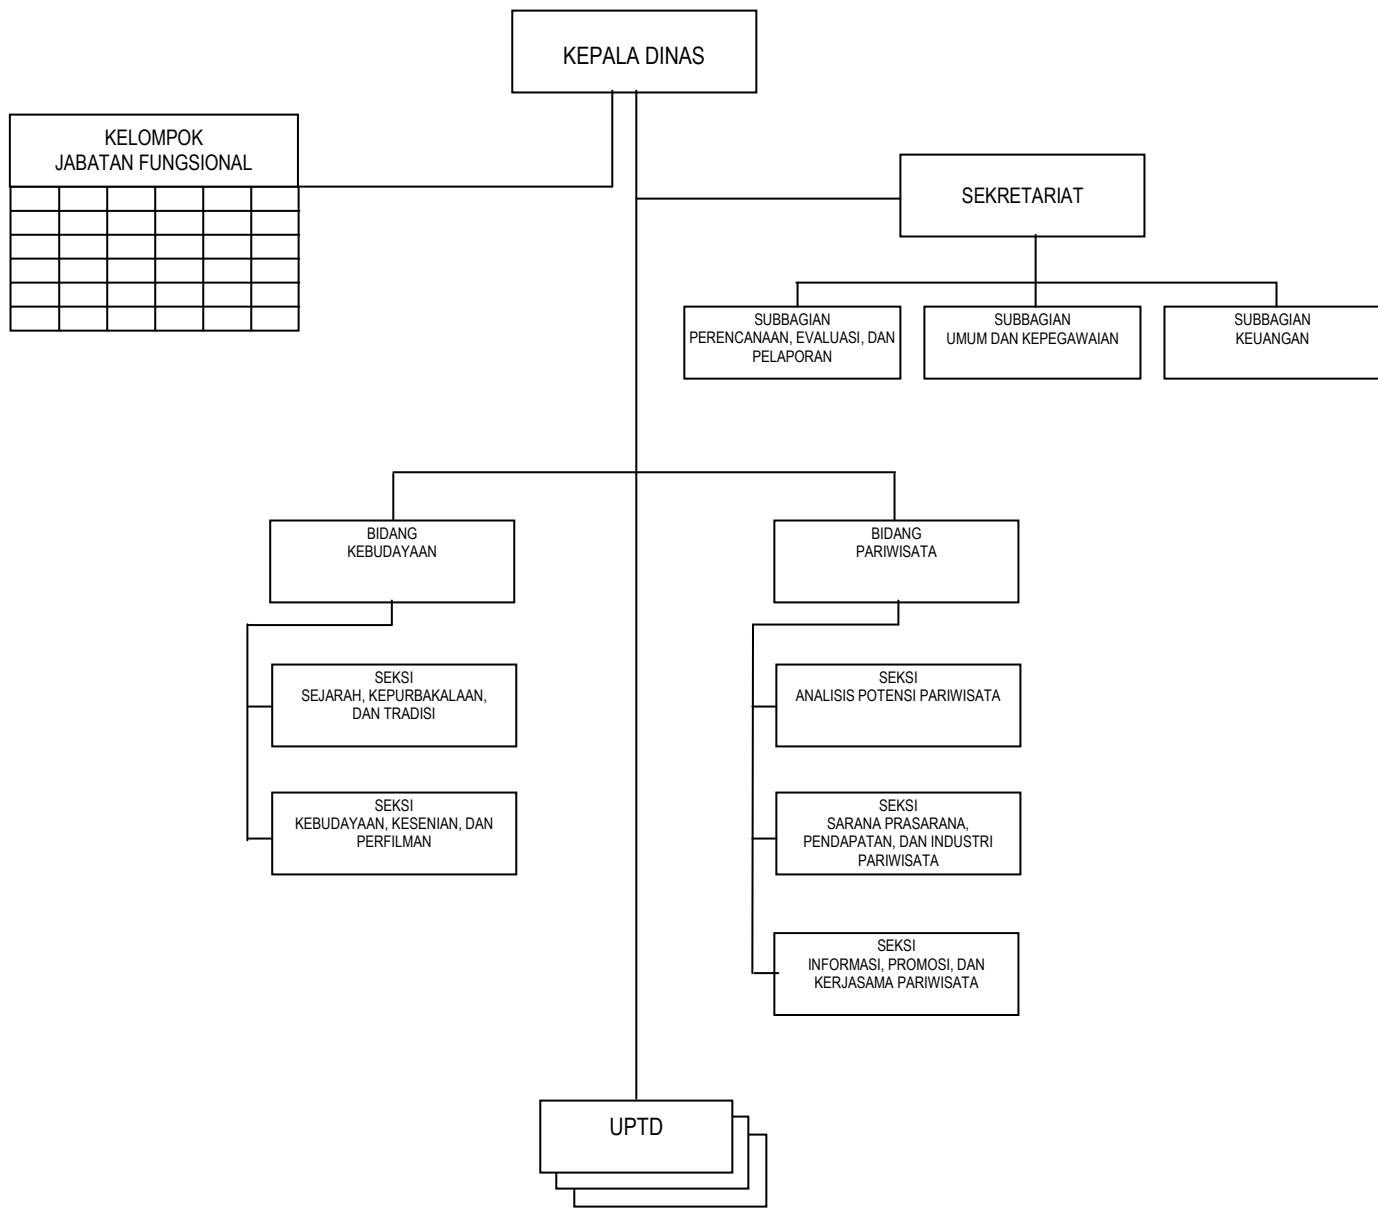 KEPALA DINAS
KELOMPOK
JABATAN FUNGSIONAL
SEKRETARIAT
SUBBAGIAN
PERENCANAAN, EVALUASI, DAN
PELAPORAN
SUBBAGIAN
UMUM DAN KEPEGAWAIAN
SUBBAGIAN
KEUANGAN
BIDANG
KEBUDAYAAN
BIDANG
PARIWISATA
SEKSI
SEJARAH, KEPURBAKALAAN,
DAN TRADISI
SEKSI
KEBUDAYAAN, KESENIAN, DAN
PERFILMAN
SEKSI
ANALISIS POTENSI PARIWISATA
SEKSI
SARANA PRASARANA,
PENDAPATAN, DAN INDUSTRI
PARIWISATA
SEKSI
INFORMASI, PROMOSI, DAN
KERJASAMA PARIWISATA
UPTD